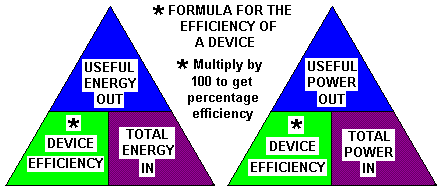 * FORMULA FOR THE
EFFICIENCY OF
A DEVICE
* Multiply by
100 to get
percentage
efficiency
USEFUL
ENERGY
OUT
*
DEVICE
EFFICIENCY
TOTAL
ENERGY
IN
USEFUL
POWER
OUT
*
DEVICE
EFFICIENCY
TOTAL
POWER
IN